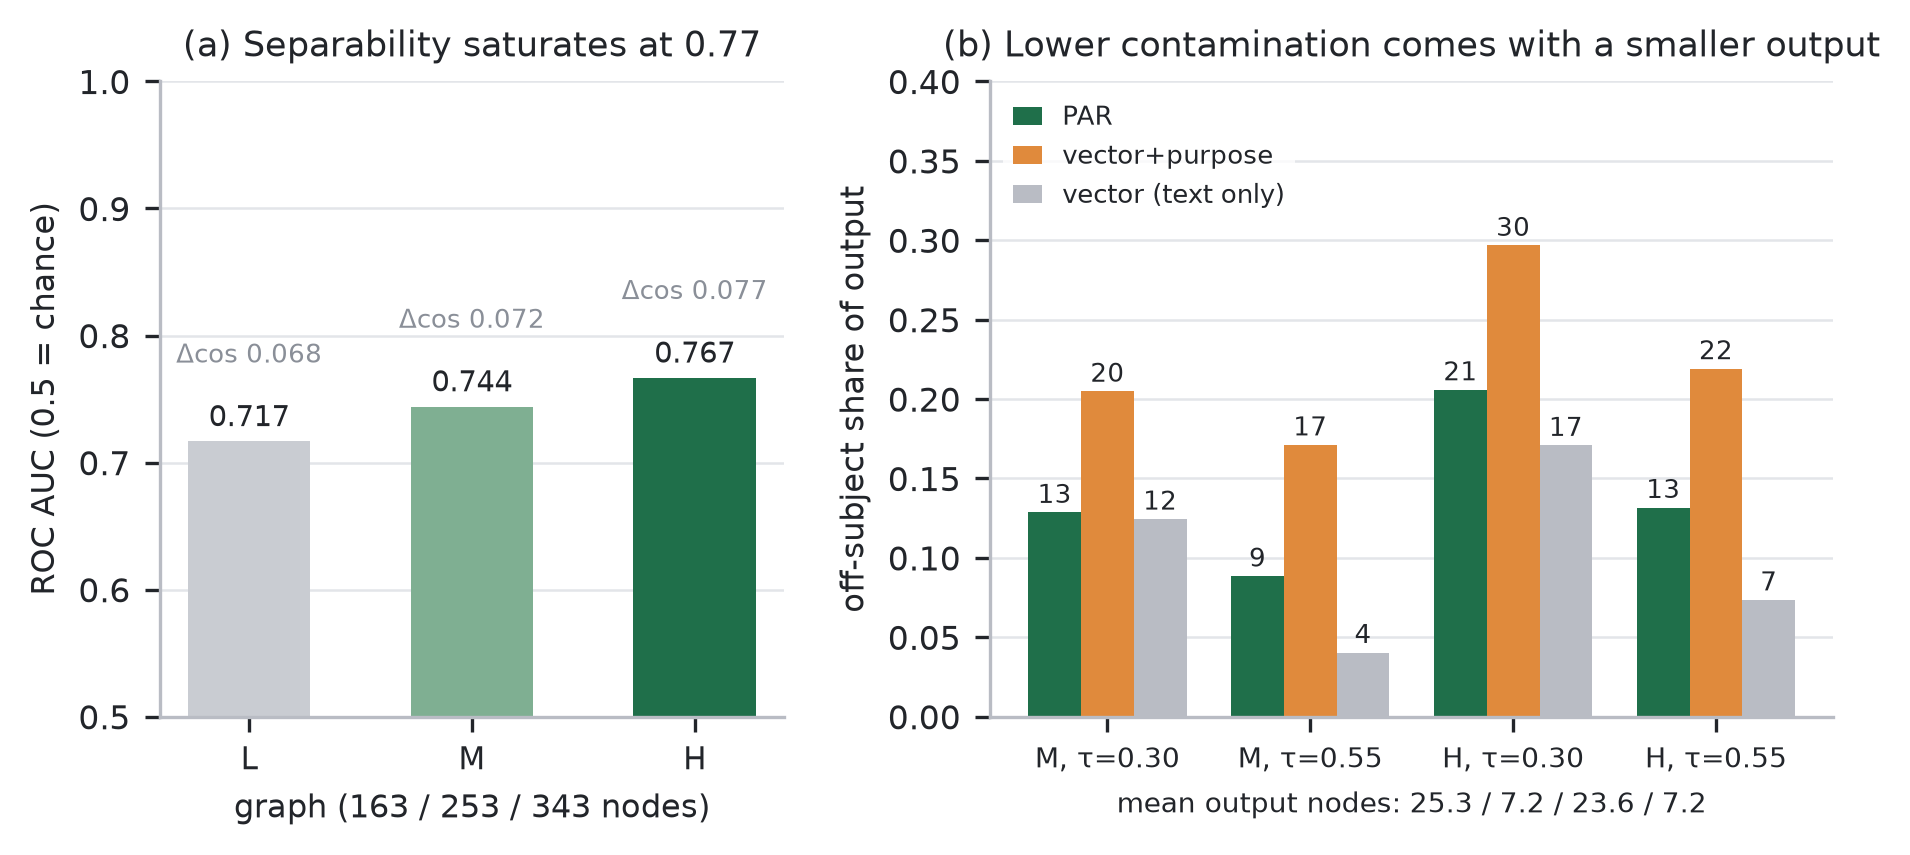 (a) Separability saturates at 0.77
ROC AUC (0.5 = chance)
1.0
0.9
0.8
0.7
0.6
0.5
Δcos 0.068
0.717
Δcos 0.072
0.744
Δcos 0.077
0.767
L
M
H
graph (163 / 253 / 343 nodes)
(b) Lower contamination comes with a smaller output
off-subject share of output
0.40
0.35
0.30
0.25
0.20
0.15
0.10
0.05
0.00
PAR
vector+purpose
vector (text only)
13
20
12
9
17
4
21
30
17
13
22
7
M, τ=0.30
M, τ=0.55
H, τ=0.30
H, τ=0.55
mean output nodes: 25.3 / 7.2 / 23.6 / 7.2